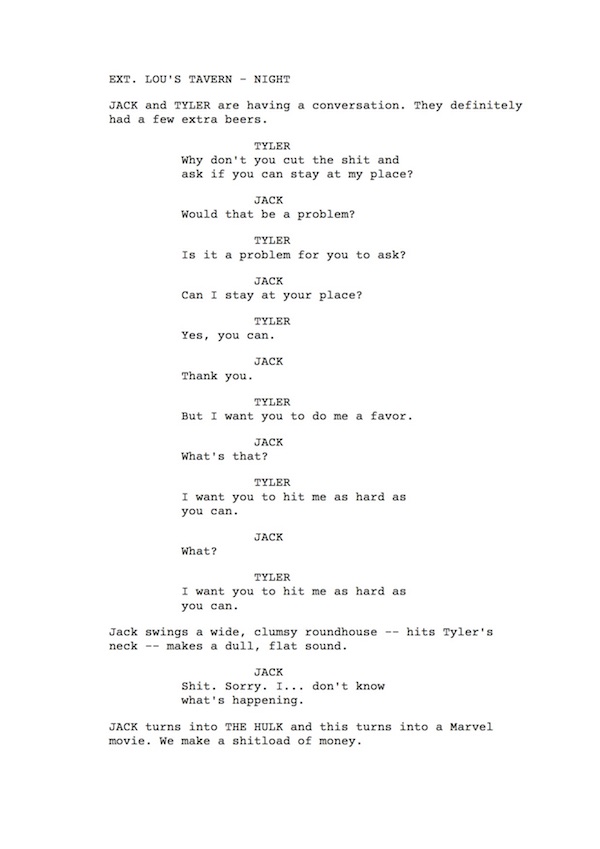 EXT. LOU'S TAVERN - NIGHT
JACK and TYLER are having a conversation. They definitely
had a few extra beers.
TYLER
Why don't you cut the shit and
ask if you can stay at my place?
JACK
Would that be a problem?
TYLER
Is it a problem for you to ask?
JACK
Can I stay at your place?
TYLER
Yes, you can.
JACK
Thank you.
TYLER
But I want you to do me a favor.
JACK
What's that?
TYLER
I want you to hit me as hard as
you can.
JACK
What?
TYLER
I want you to hit me as hard as
you can.
Jack swings a wide, clumsy roundhouse -- hits Tyler's
neck -- makes a dull, flat sound.
JACK
Shit. Sorry. I... don't know
what's happening.
JACK turns into THE HULK and this turns into a Marvel
movie. We make a shitload of money.